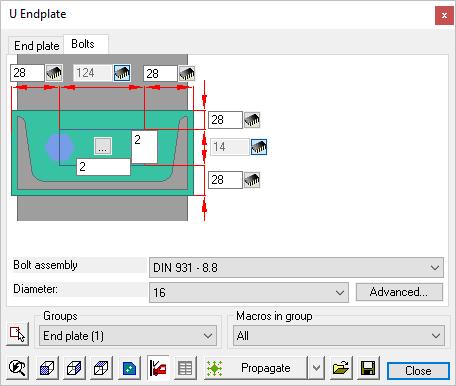 U Endplate
x
End plate Bolts
28 124 28
28
2
14
...
2
28
Bolt assembly DIN 931 - 8.8
Diameter: 16 Advanced...
Groups Macros in group
End plate (1) All
Propagate Close